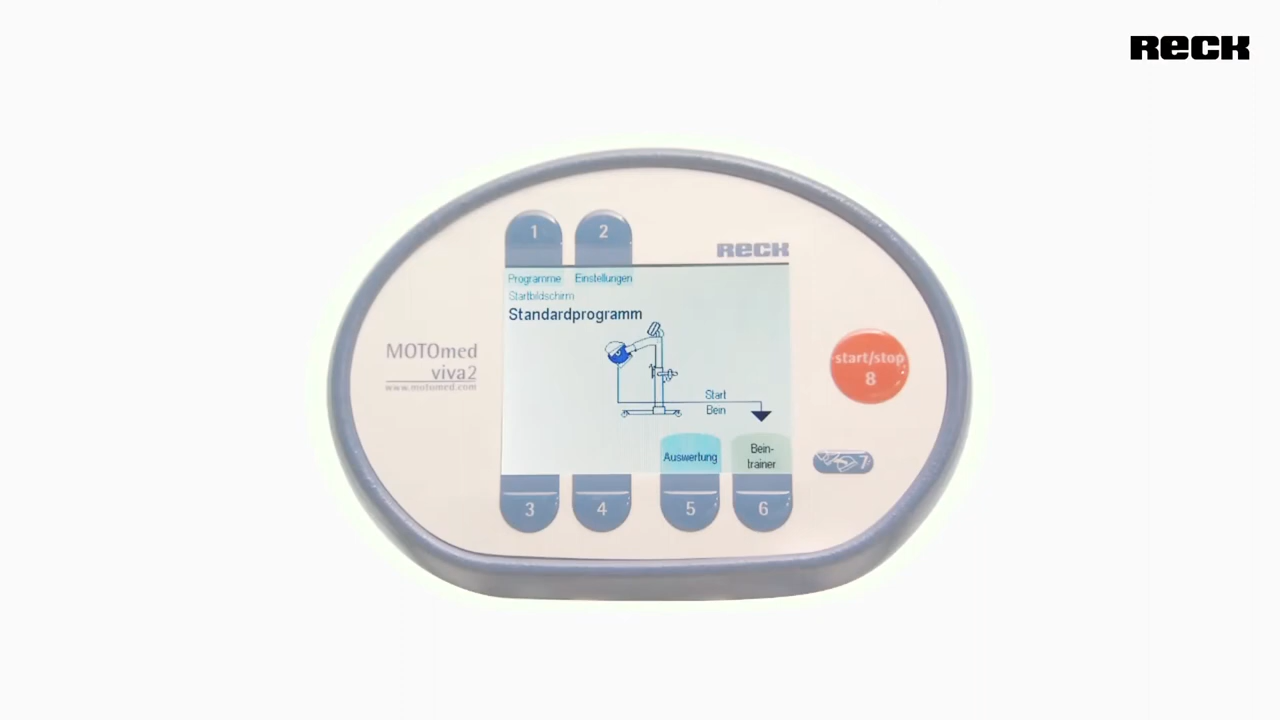 RECK
1
2
RECK
Programme
Einstellungen
Startbildschirm
Standardprogramm
MOTOmed
viva2
www.motomed.com
Start
Bein
start/stop
8
Auswertung
Bein-
trainer
7
3
4
5
6